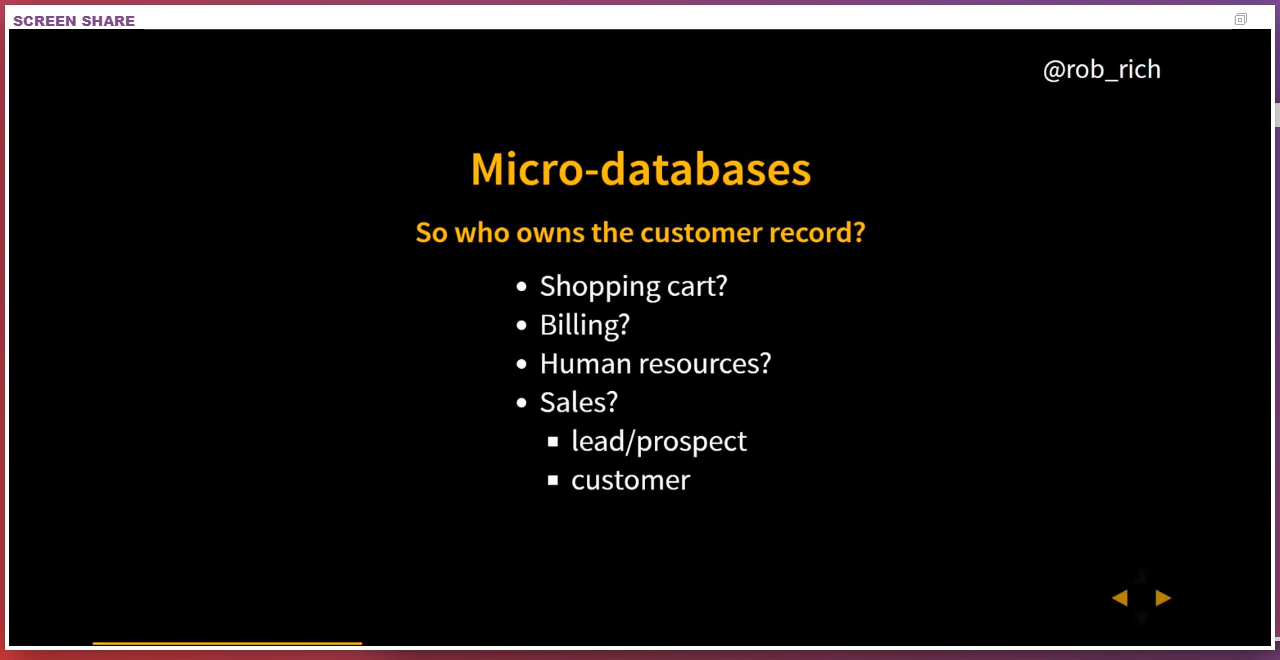 SCREEN SHARE
@rob_rich
Micro-databases
So who owns the customer record?
• Shopping cart?
• Billing?
• Human resources?
• Sales?
▪ lead/prospect
▪ customer